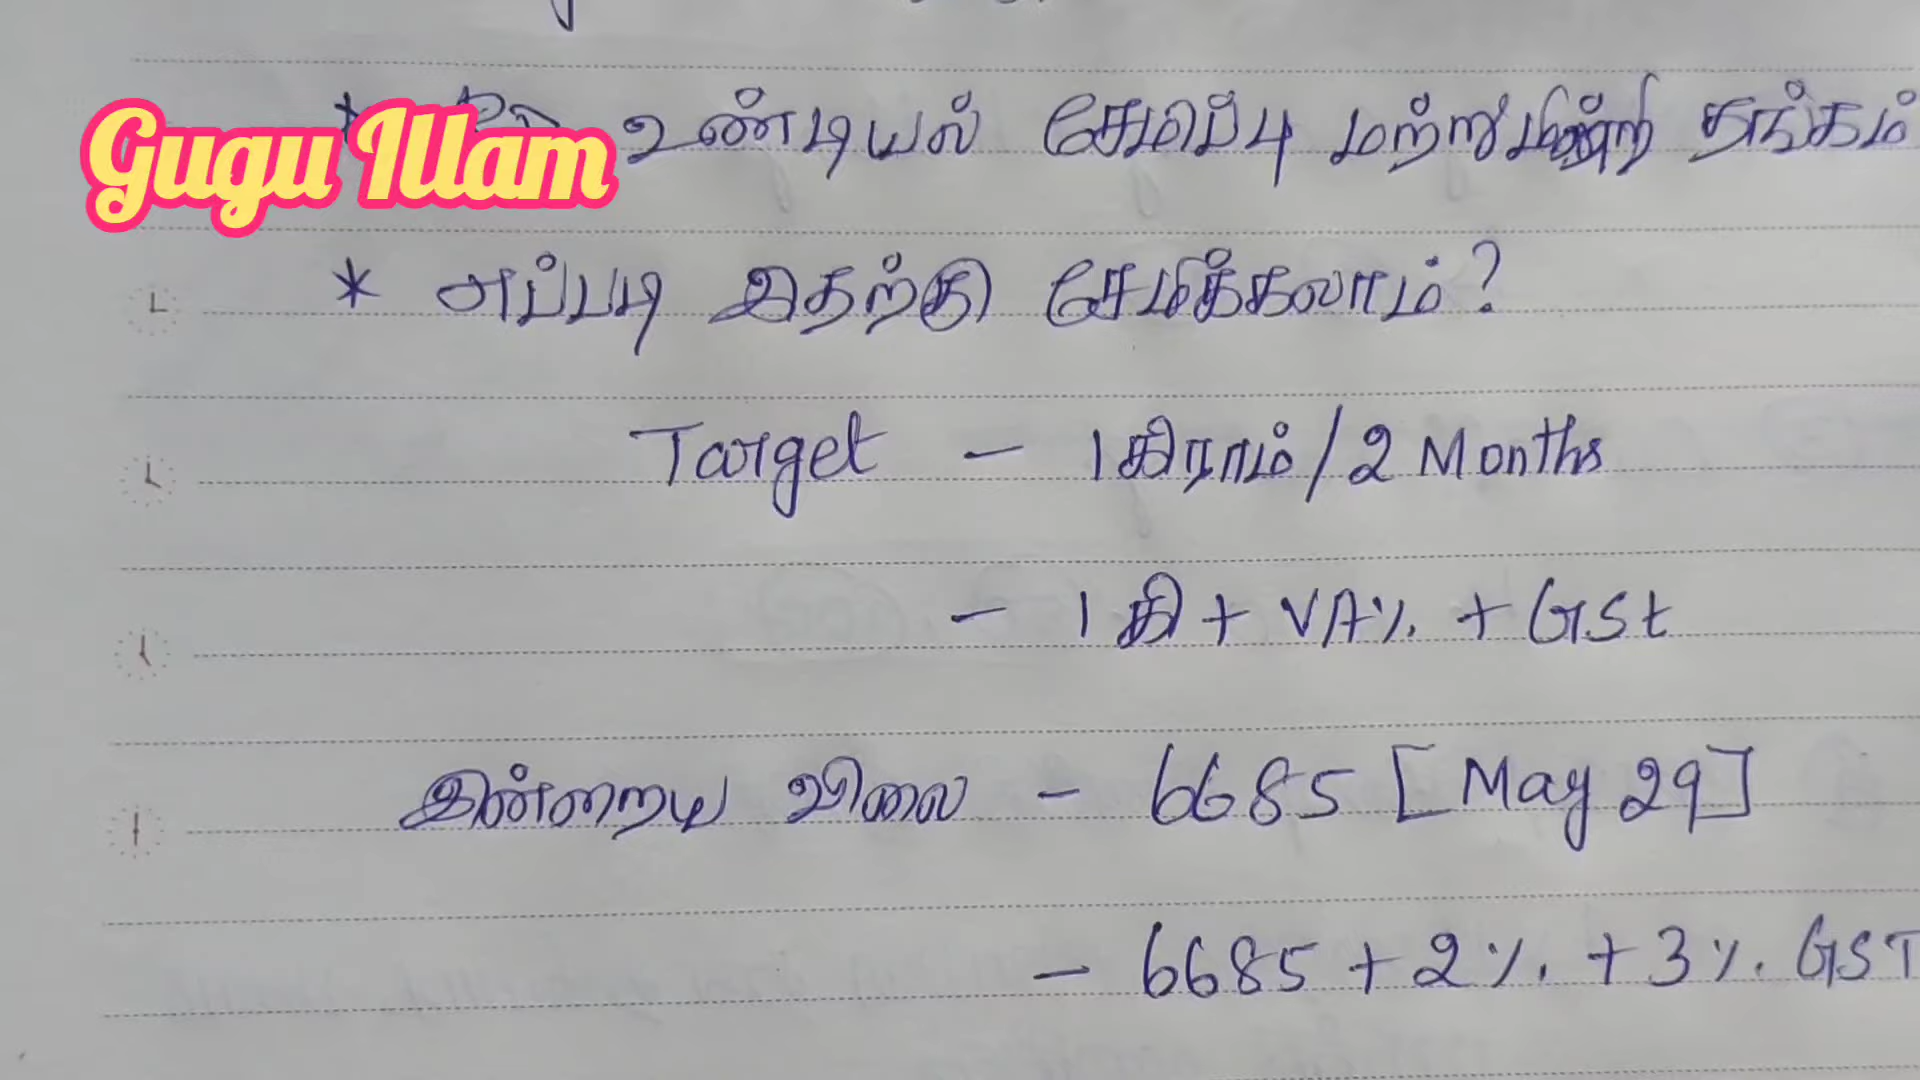 Gugu Illam
* உண்டியல் சேமிப்பு மற்றுமின்றி தங்கம்
* எப்படி இதற்கு சேமிக்கலாம்?
Target - 1 கிராம் / 2 Months
- 1 கி + VA% + GSt
இன்றைய விலை - 6685 [May 29]
- 6685 + 2% + 3% GST